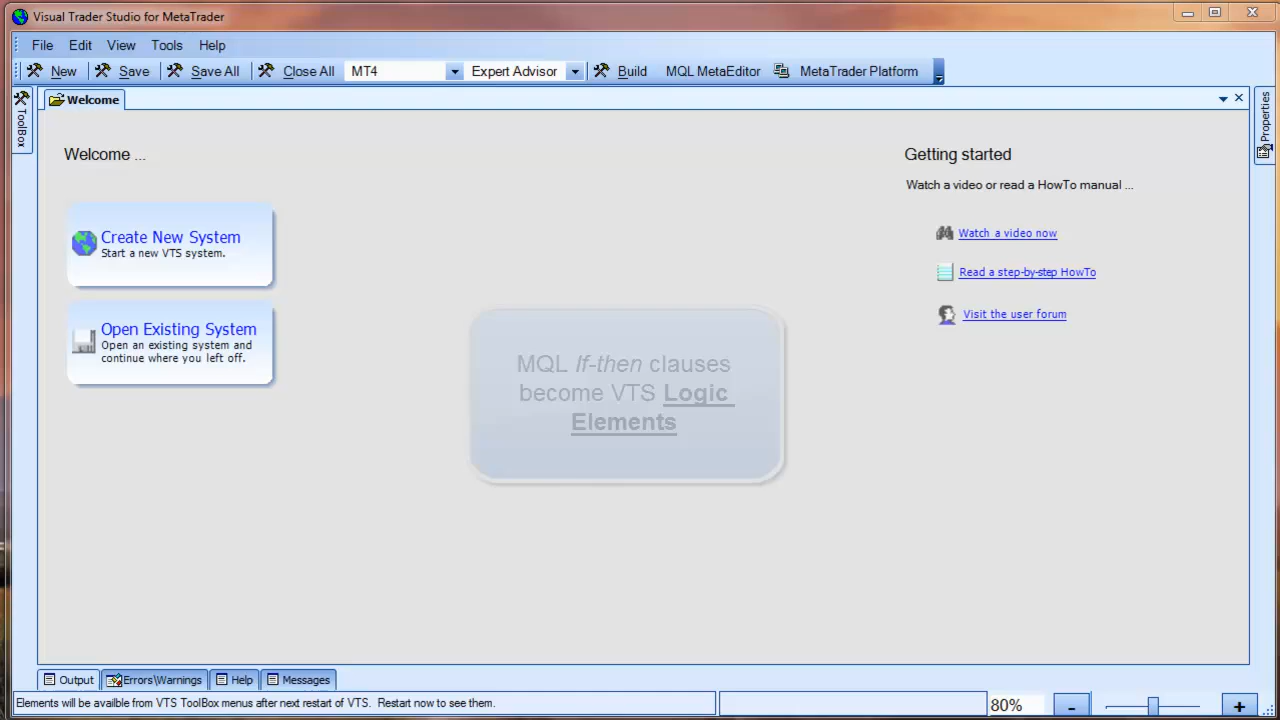 Visual Trader Studio for MetaTrader
File Edit View Tools Help
New Save Save All Close All MT4 Expert Advisor Build MQL MetaEditor MetaTrader Platform
ToolBox
Welcome
Properties
Welcome ...
Create New System
Start a new VTS system.
Open Existing System
Open an existing system and
continue where you left off.
Getting started
Watch a video or read a HowTo manual ...
Watch a video now
Read a step-by-step HowTo
Visit the user forum
MQL If-then clauses
become VTS Logic
Elements
Output Errors\Warnings Help Messages
Elements will be availble from VTS ToolBox menus after next restart of VTS. Restart now to see them.
80% - +